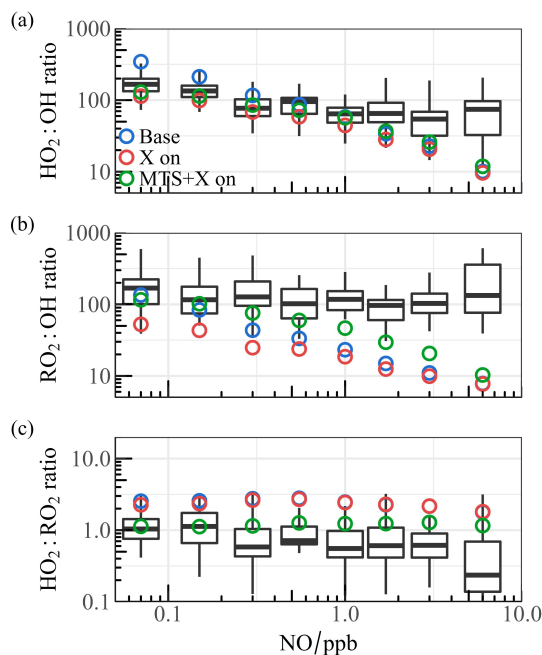 (a)
1000
100
10
HO₂ : OH ratio
Base
X on
MTS+X on
(b)
1000
100
10
RO₂ : OH ratio
(c)
10.0
1.0
0.1
HO₂ : RO₂ ratio
0.1
1.0
10.0
NO/ppb